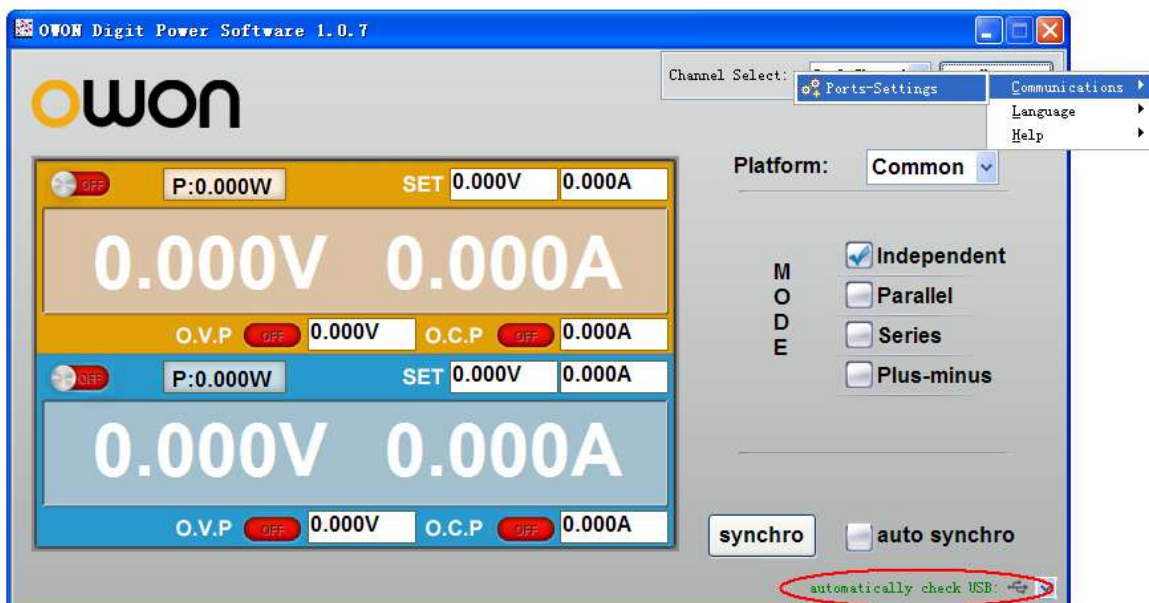 OWON Digit Power Software 1.0.7
Channel Select:
Ports-Settings
Communications
Language
Help
owon
Platform: Common
OFF P:0.000W SET 0.000V 0.000A
0.000V 0.000A
O.V.P OFF 0.000V O.C.P OFF 0.000A
OFF P:0.000W SET 0.000V 0.000A
0.000V 0.000A
O.V.P OFF 0.000V O.C.P OFF 0.000A
MODE
Independent
Parallel
Series
Plus-minus
synchro
auto synchro
automatically check USB: